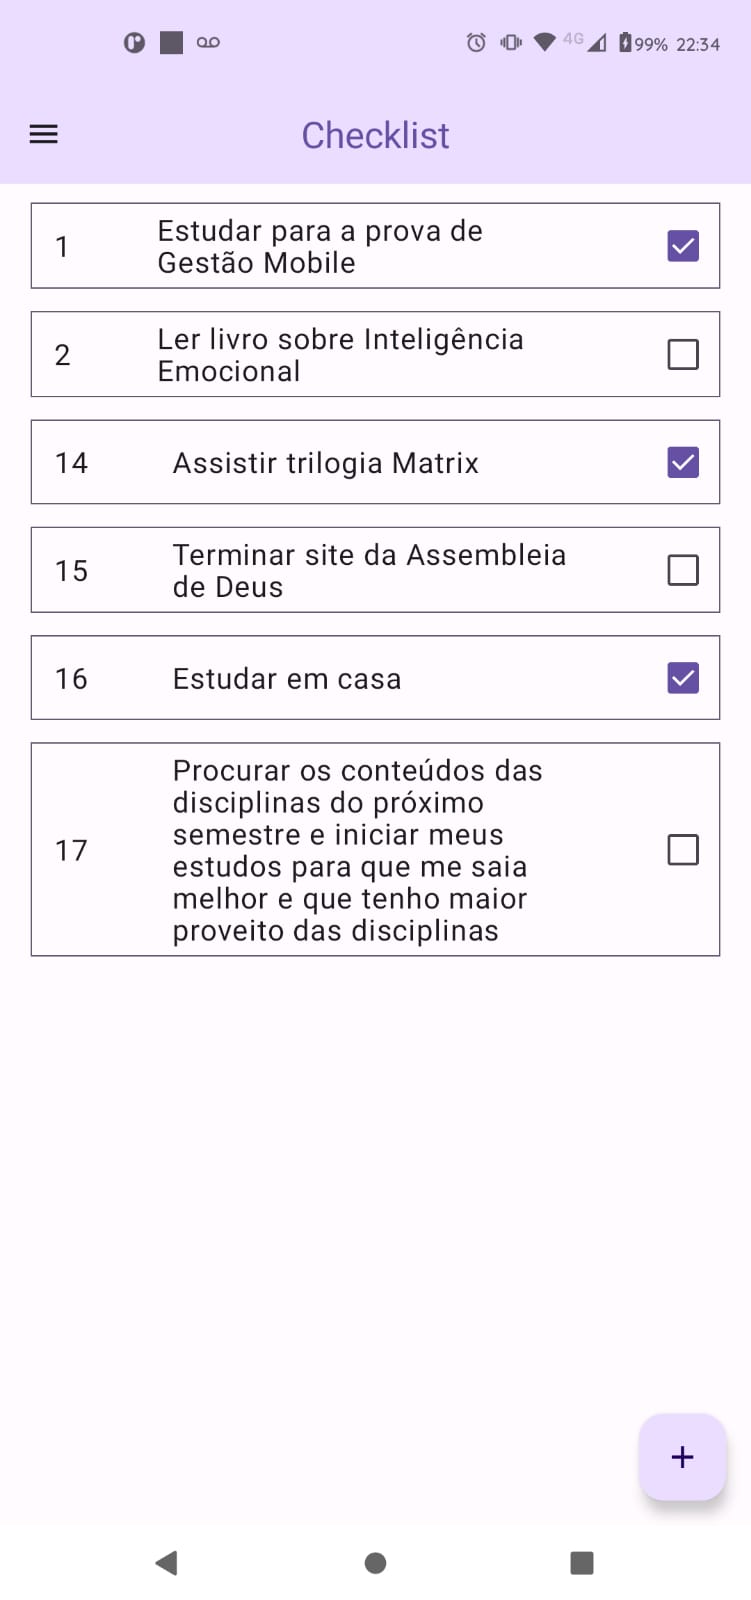 4G 99% 22:34
Checklist
1
Estudar para a prova de
Gestão Mobile
2
Ler livro sobre Inteligência
Emocional
14
Assistir trilogia Matrix
15
Terminar site da Assembleia
de Deus
16
Estudar em casa
17
Procurar os conteúdos das
disciplinas do próximo
semestre e iniciar meus
estudos para que me saia
melhor e que tenho maior
proveito das disciplinas
+